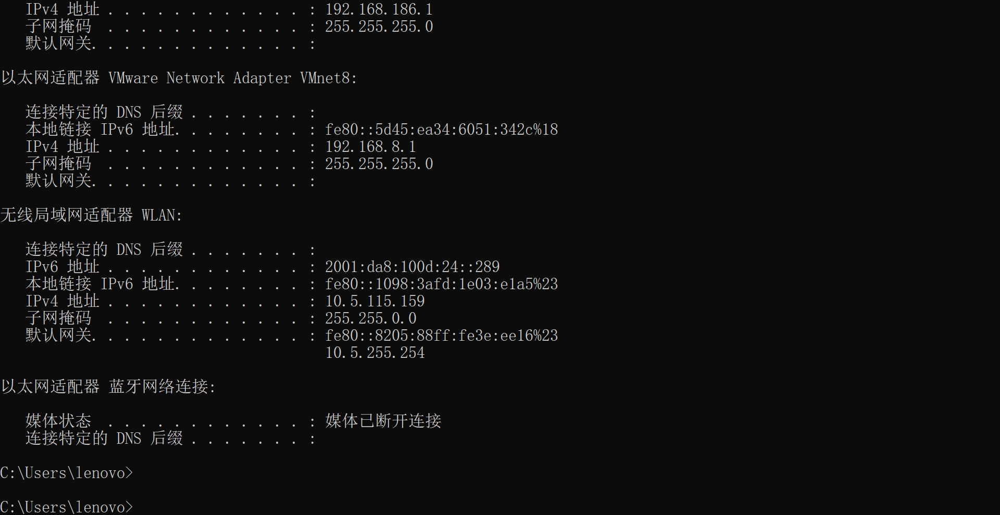 IPv4 地址 . . . . . . . . . . . . : 192.168.186.1
子网掩码  . . . . . . . . . . . . : 255.255.255.0
默认网关. . . . . . . . . . . . . :
以太网适配器 VMware Network Adapter VMnet8:
连接特定的 DNS 后缀 . . . . . . . :
本地链接 IPv6 地址. . . . . . . . : fe80::5d45:ea34:6051:342c%18
IPv4 地址 . . . . . . . . . . . . : 192.168.8.1
子网掩码  . . . . . . . . . . . . : 255.255.255.0
默认网关. . . . . . . . . . . . . :
无线局域网适配器 WLAN:
连接特定的 DNS 后缀 . . . . . . . :
IPv6 地址 . . . . . . . . . . . . : 2001:da8:100d:24::289
本地链接 IPv6 地址. . . . . . . . : fe80::1098:3afd:1e03:e1a5%23
IPv4 地址 . . . . . . . . . . . . : 10.5.115.159
子网掩码  . . . . . . . . . . . . : 255.255.0.0
默认网关. . . . . . . . . . . . . : fe80::8205:88ff:fe3e:ee16%23
10.5.255.254
以太网适配器 蓝牙网络连接:
媒体状态  . . . . . . . . . . . . : 媒体已断开连接
连接特定的 DNS 后缀 . . . . . . . :
C:\Users\lenovo>
C:\Users\lenovo>